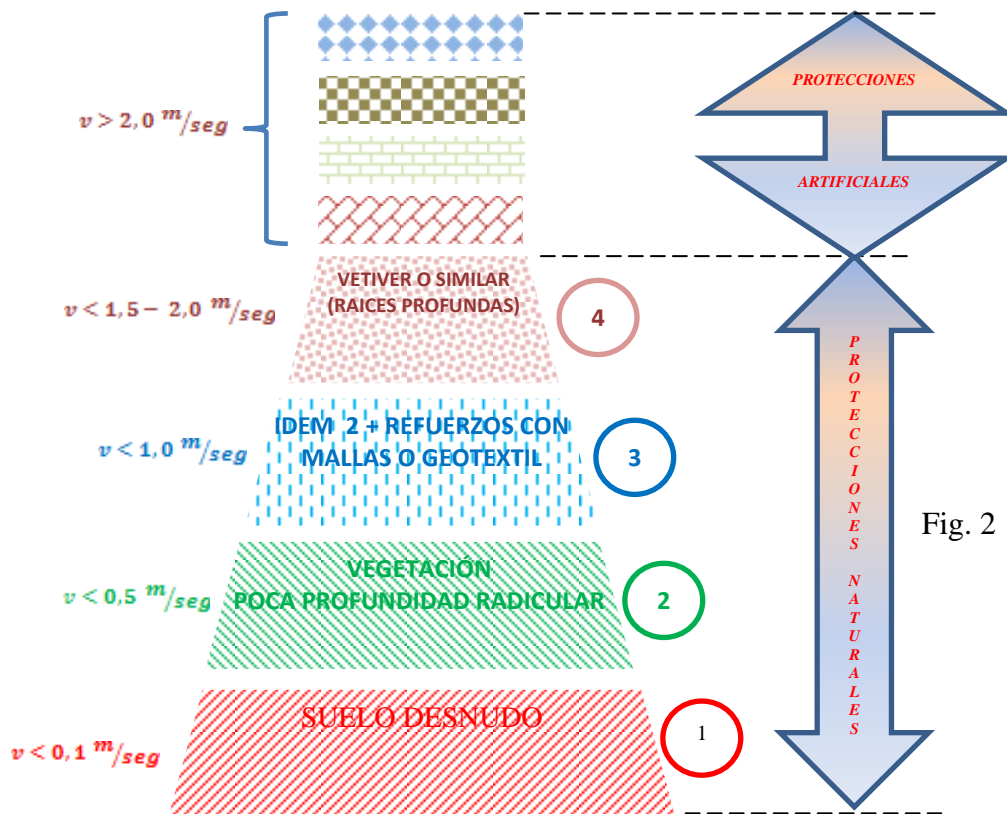 PROTECCIONES
v > 2,0 m/seg
ARTIFICIALES
VETIVER O SIMILAR
(RAICES PROFUNDAS)
v < 1,5 − 2,0 m/seg
4
IDEM 2 + REFUERZOS CON
MALLAS O GEOTEXTIL
v < 1,0 m/seg
3
PROTECCIONES NATURALES
Fig. 2
VEGETACIÓN
POCA PROFUNDIDAD RADICULAR
v < 0,5 m/seg
2
SUELO DESNUDO
v < 0,1 m/seg
1